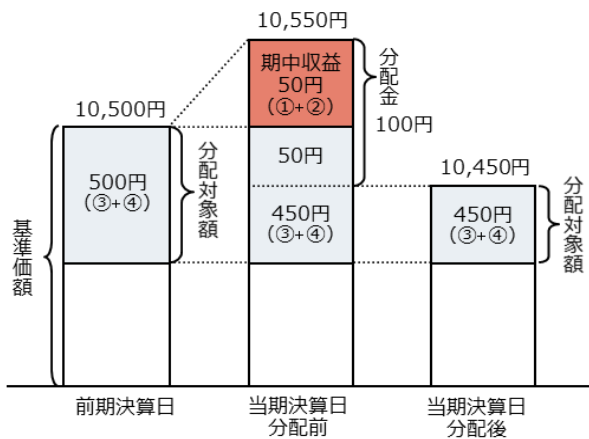 10,550円
期中収益
50円
(①+②)
分配金
100円
10,500円
500円
(③+④)
分配対象額
50円
450円
(③+④)
10,450円
450円
(③+④)
分配対象額
基準価額
前期決算日
当期決算日
分配前
当期決算日
分配後